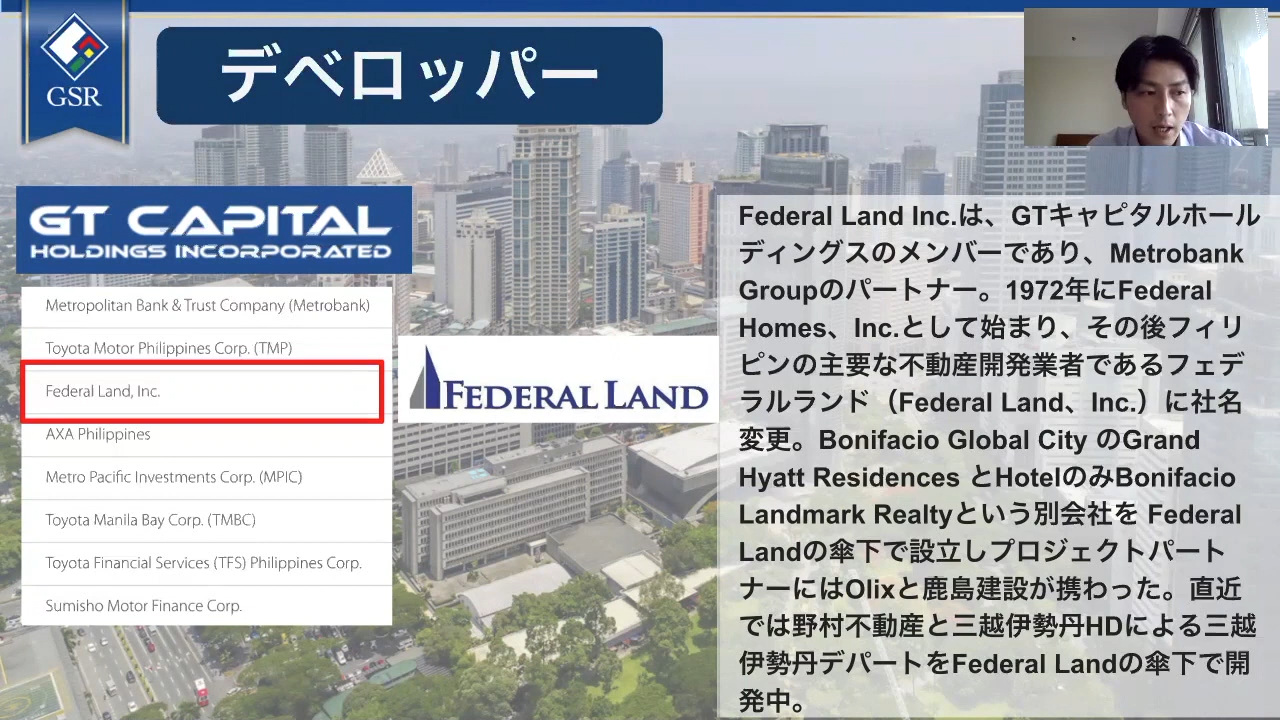 GSR
デベロッパー
GT CAPITAL
HOLDINGS INCORPORATED
Metropolitan Bank & Trust Company (Metrobank)
Toyota Motor Philippines Corp. (TMP)
Federal Land, Inc.
AXA Philippines
Metro Pacific Investments Corp. (MPIC)
Toyota Manila Bay Corp. (TMBC)
Toyota Financial Services (TFS) Philippines Corp.
Sumisho Motor Finance Corp.
FEDERAL LAND
Federal Land Inc.は、GTキャピタルホール
ディングスのメンバーであり、Metrobank
Groupのパートナー。1972年にFederal
Homes、Inc.として始まり、その後フィリ
ピンの主要な不動産開発業者であるフェデ
ラルランド（Federal Land、Inc.）に社名
変更。Bonifacio Global City のGrand
Hyatt Residences とHotelのみBonifacio
Landmark Realtyという別会社を Federal
Landの傘下で設立しプロジェクトパート
ナーにはOlixと鹿島建設が携わった。直近
では野村不動産と三越伊勢丹HDによる三越
伊勢丹デパートをFederal Landの傘下で開
発中。